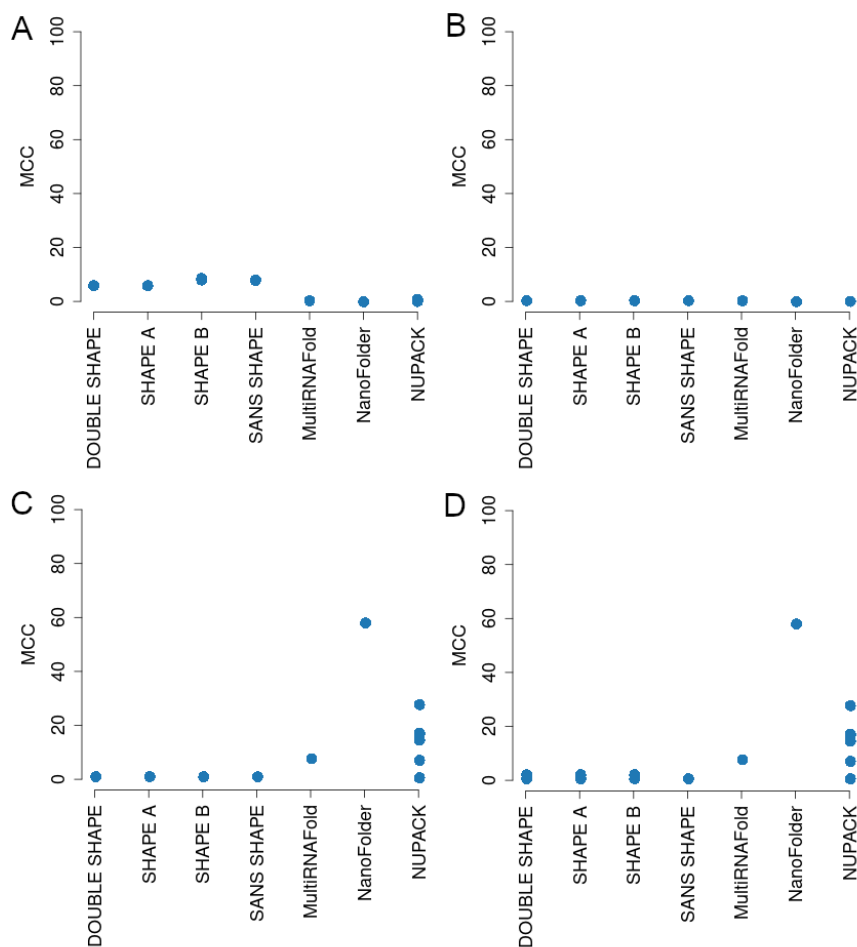 A
B
100
80
60
40
20
0
MCC
DOUBLE SHAPE
SHAPE A
SHAPE B
SANS SHAPE
MultiRNAFold
NanoFolder
NUPACK
100
80
60
40
20
0
MCC
DOUBLE SHAPE
SHAPE A
SHAPE B
SANS SHAPE
MultiRNAFold
NanoFolder
NUPACK
C
D
100
80
60
40
20
0
MCC
DOUBLE SHAPE
SHAPE A
SHAPE B
SANS SHAPE
MultiRNAFold
NanoFolder
NUPACK
100
80
60
40
20
0
MCC
DOUBLE SHAPE
SHAPE A
SHAPE B
SANS SHAPE
MultiRNAFold
NanoFolder
NUPACK